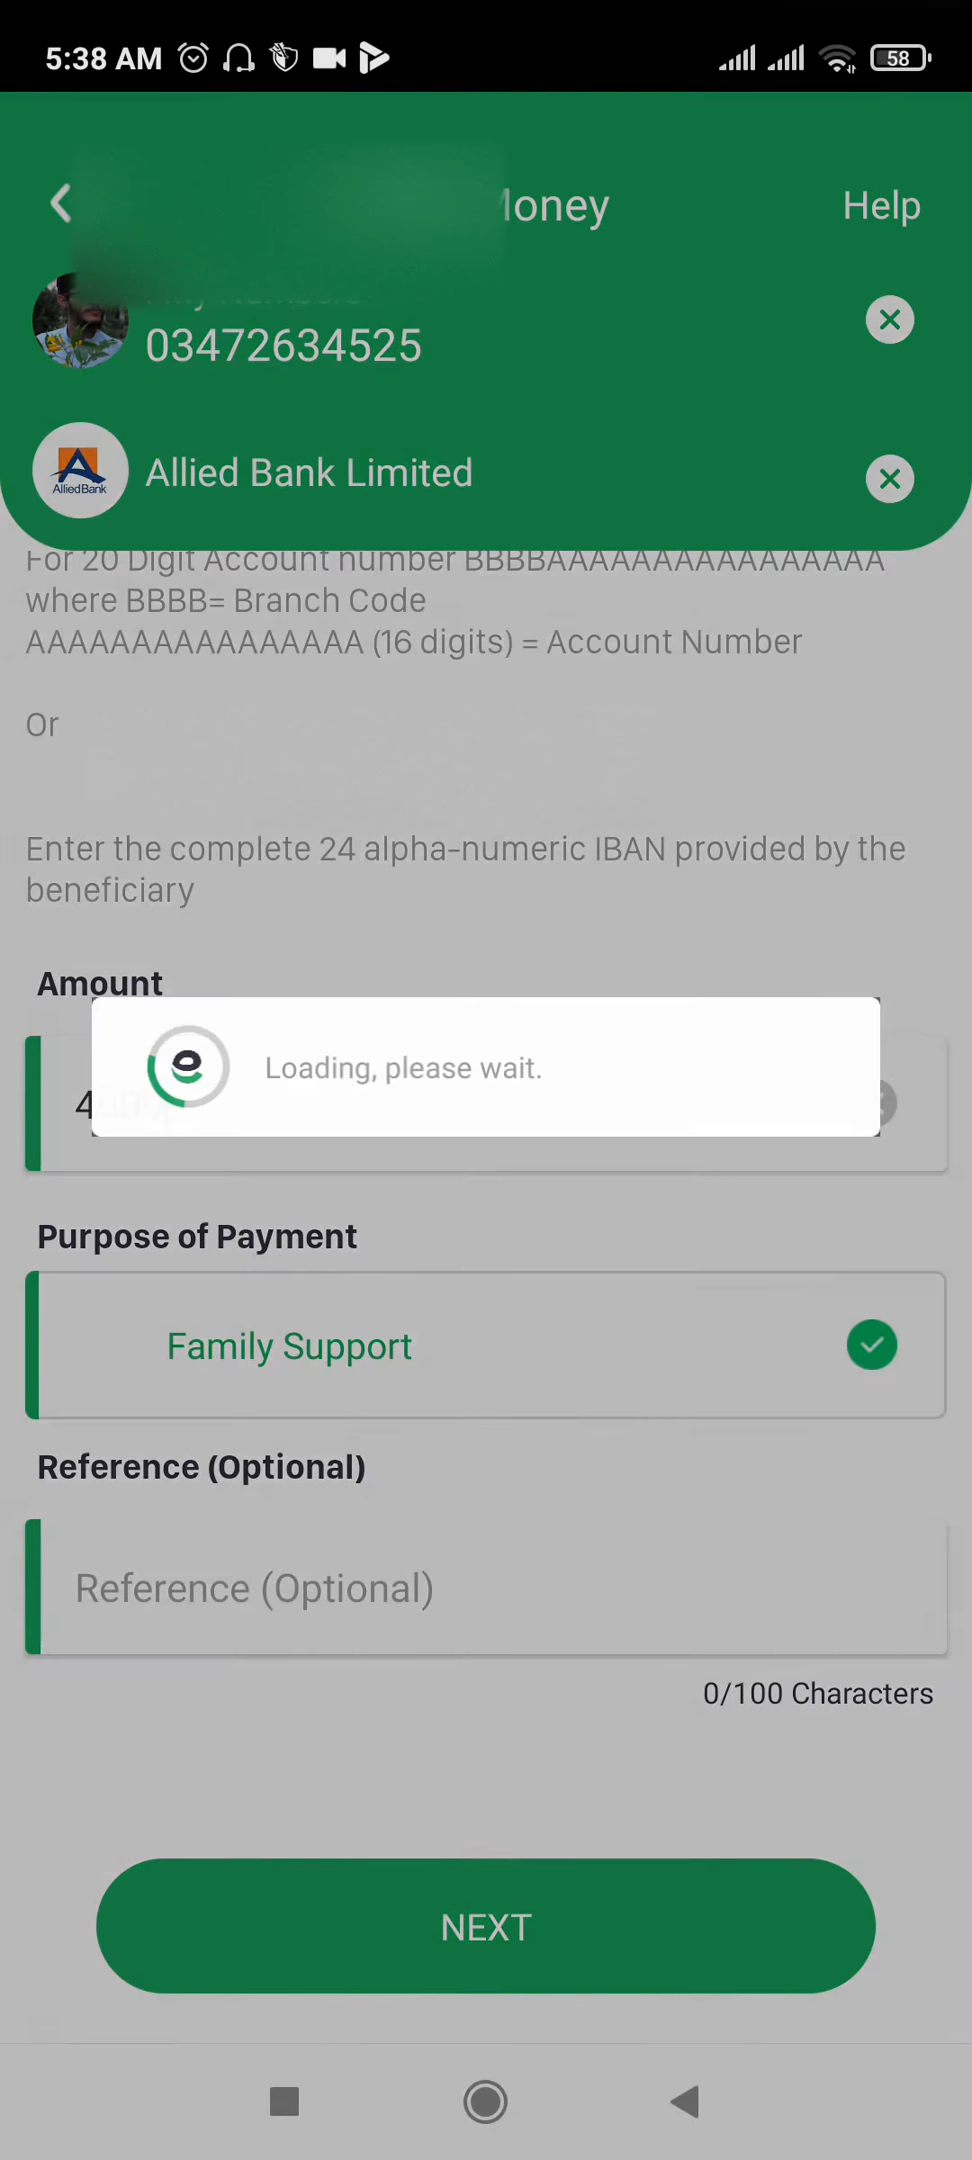 5:38 AM
58
Help
03472634525
AlliedBank
Allied Bank Limited
For 20 Digit Account number BBBBAAAAAAAAAAAAAAAA
where BBBB= Branch Code
AAAAAAAAAAAAAAAA (16 digits) = Account Number
Or
Enter the complete 24 alpha-numeric IBAN provided by the
beneficiary
Amount
Loading, please wait.
Purpose of Payment
Family Support
Reference (Optional)
Reference (Optional)
0/100 Characters
NEXT